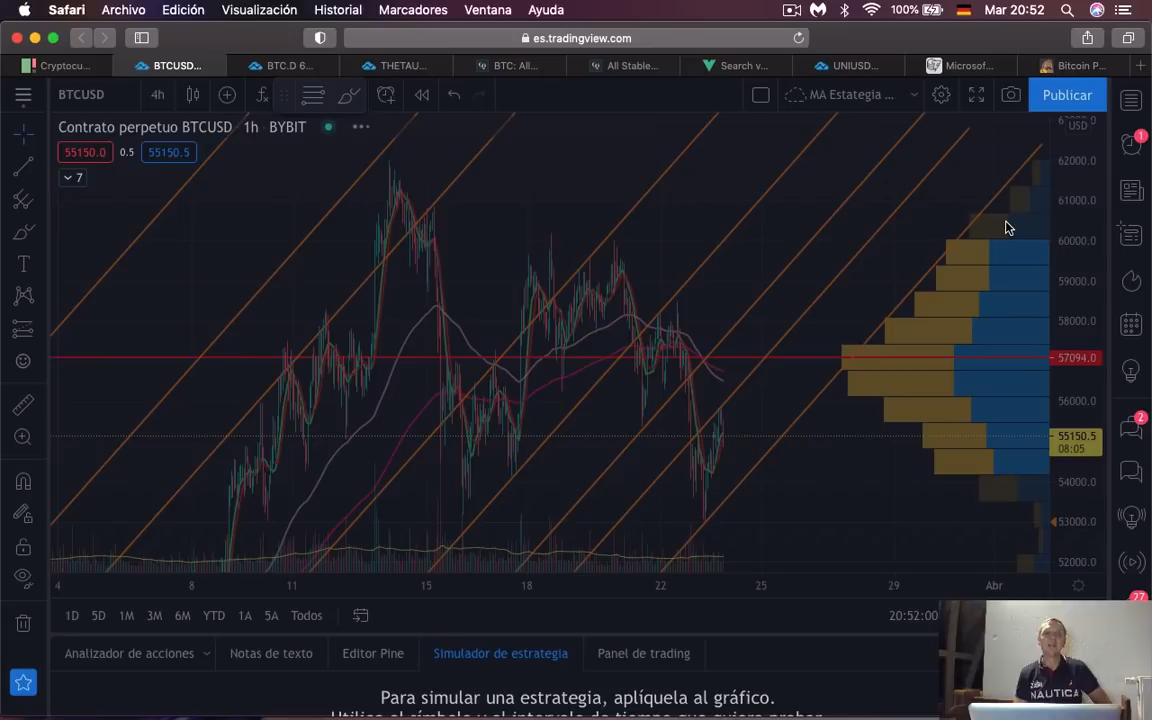 Safari Archivo Edición Visualización Historial Marcadores Ventana Ayuda 100% Mar 20:52
es.tradingview.com
Cryptocu... BTCUSD... BTC.D 6... THETAU... BTC: All... All Stable... Search v... UNIUSD... Microsof... Bitcoin P...
BTCUSD 4h MA Estategia ... Publicar
Contrato perpetuo BTCUSD · 1h · BYBIT
USD
55150.0 0.5 55150.5
7
62000.0
61000.0
60000.0
59000.0
58000.0
57094.0
56000.0
55150.5
08:05
54000.0
53000.0
52000.0
4 8 11 15 18 22 25 29 Abr
1D 5D 1M 3M 6M YTD 1A 5A Todos 20:52:00
Analizador de acciones Notas de texto Editor Pine Simulador de estrategia Panel de trading
Para simular una estrategia, aplíquela al gráfico.
1
2
27
NAUTICA